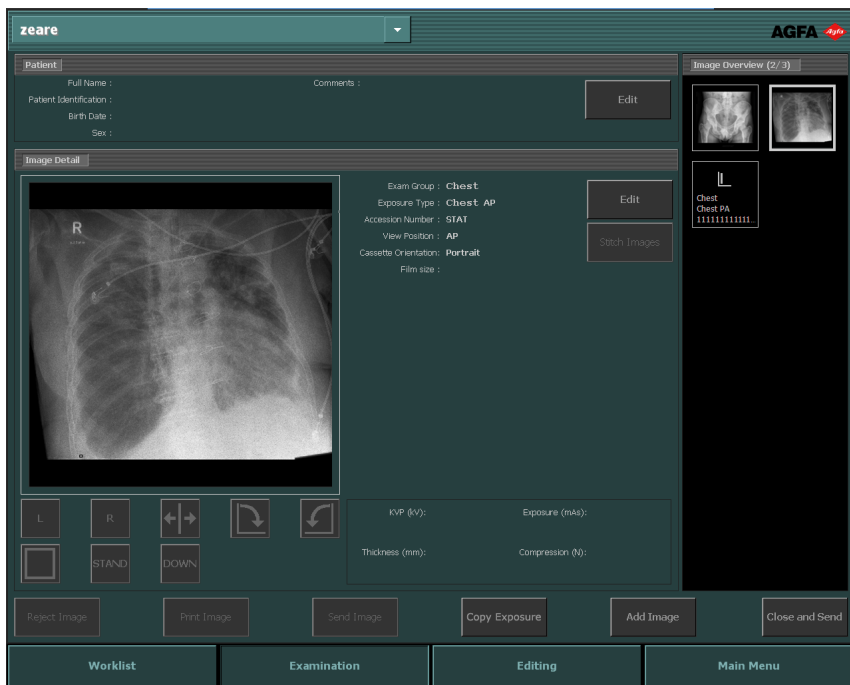 zeare
AGFA Agfa
Patient
Full Name :
Comments :
Patient Identification :
Birth Date :
Sex :
Edit
Image Overview (2/3)
Image Detail
R
Exam Group : Chest
Exposure Type : Chest AP
Accession Number : STAT
View Position : AP
Cassette Orientation: Portrait
Film size :
Edit
Stitch Images
L
Chest
Chest PA
111111111111...
L
R
STAND
DOWN
KVP (kV):
Exposure (mAs):
Thickness (mm):
Compression (N):
Reject Image
Print Image
Send Image
Copy Exposure
Add Image
Close and Send
Worklist
Examination
Editing
Main Menu